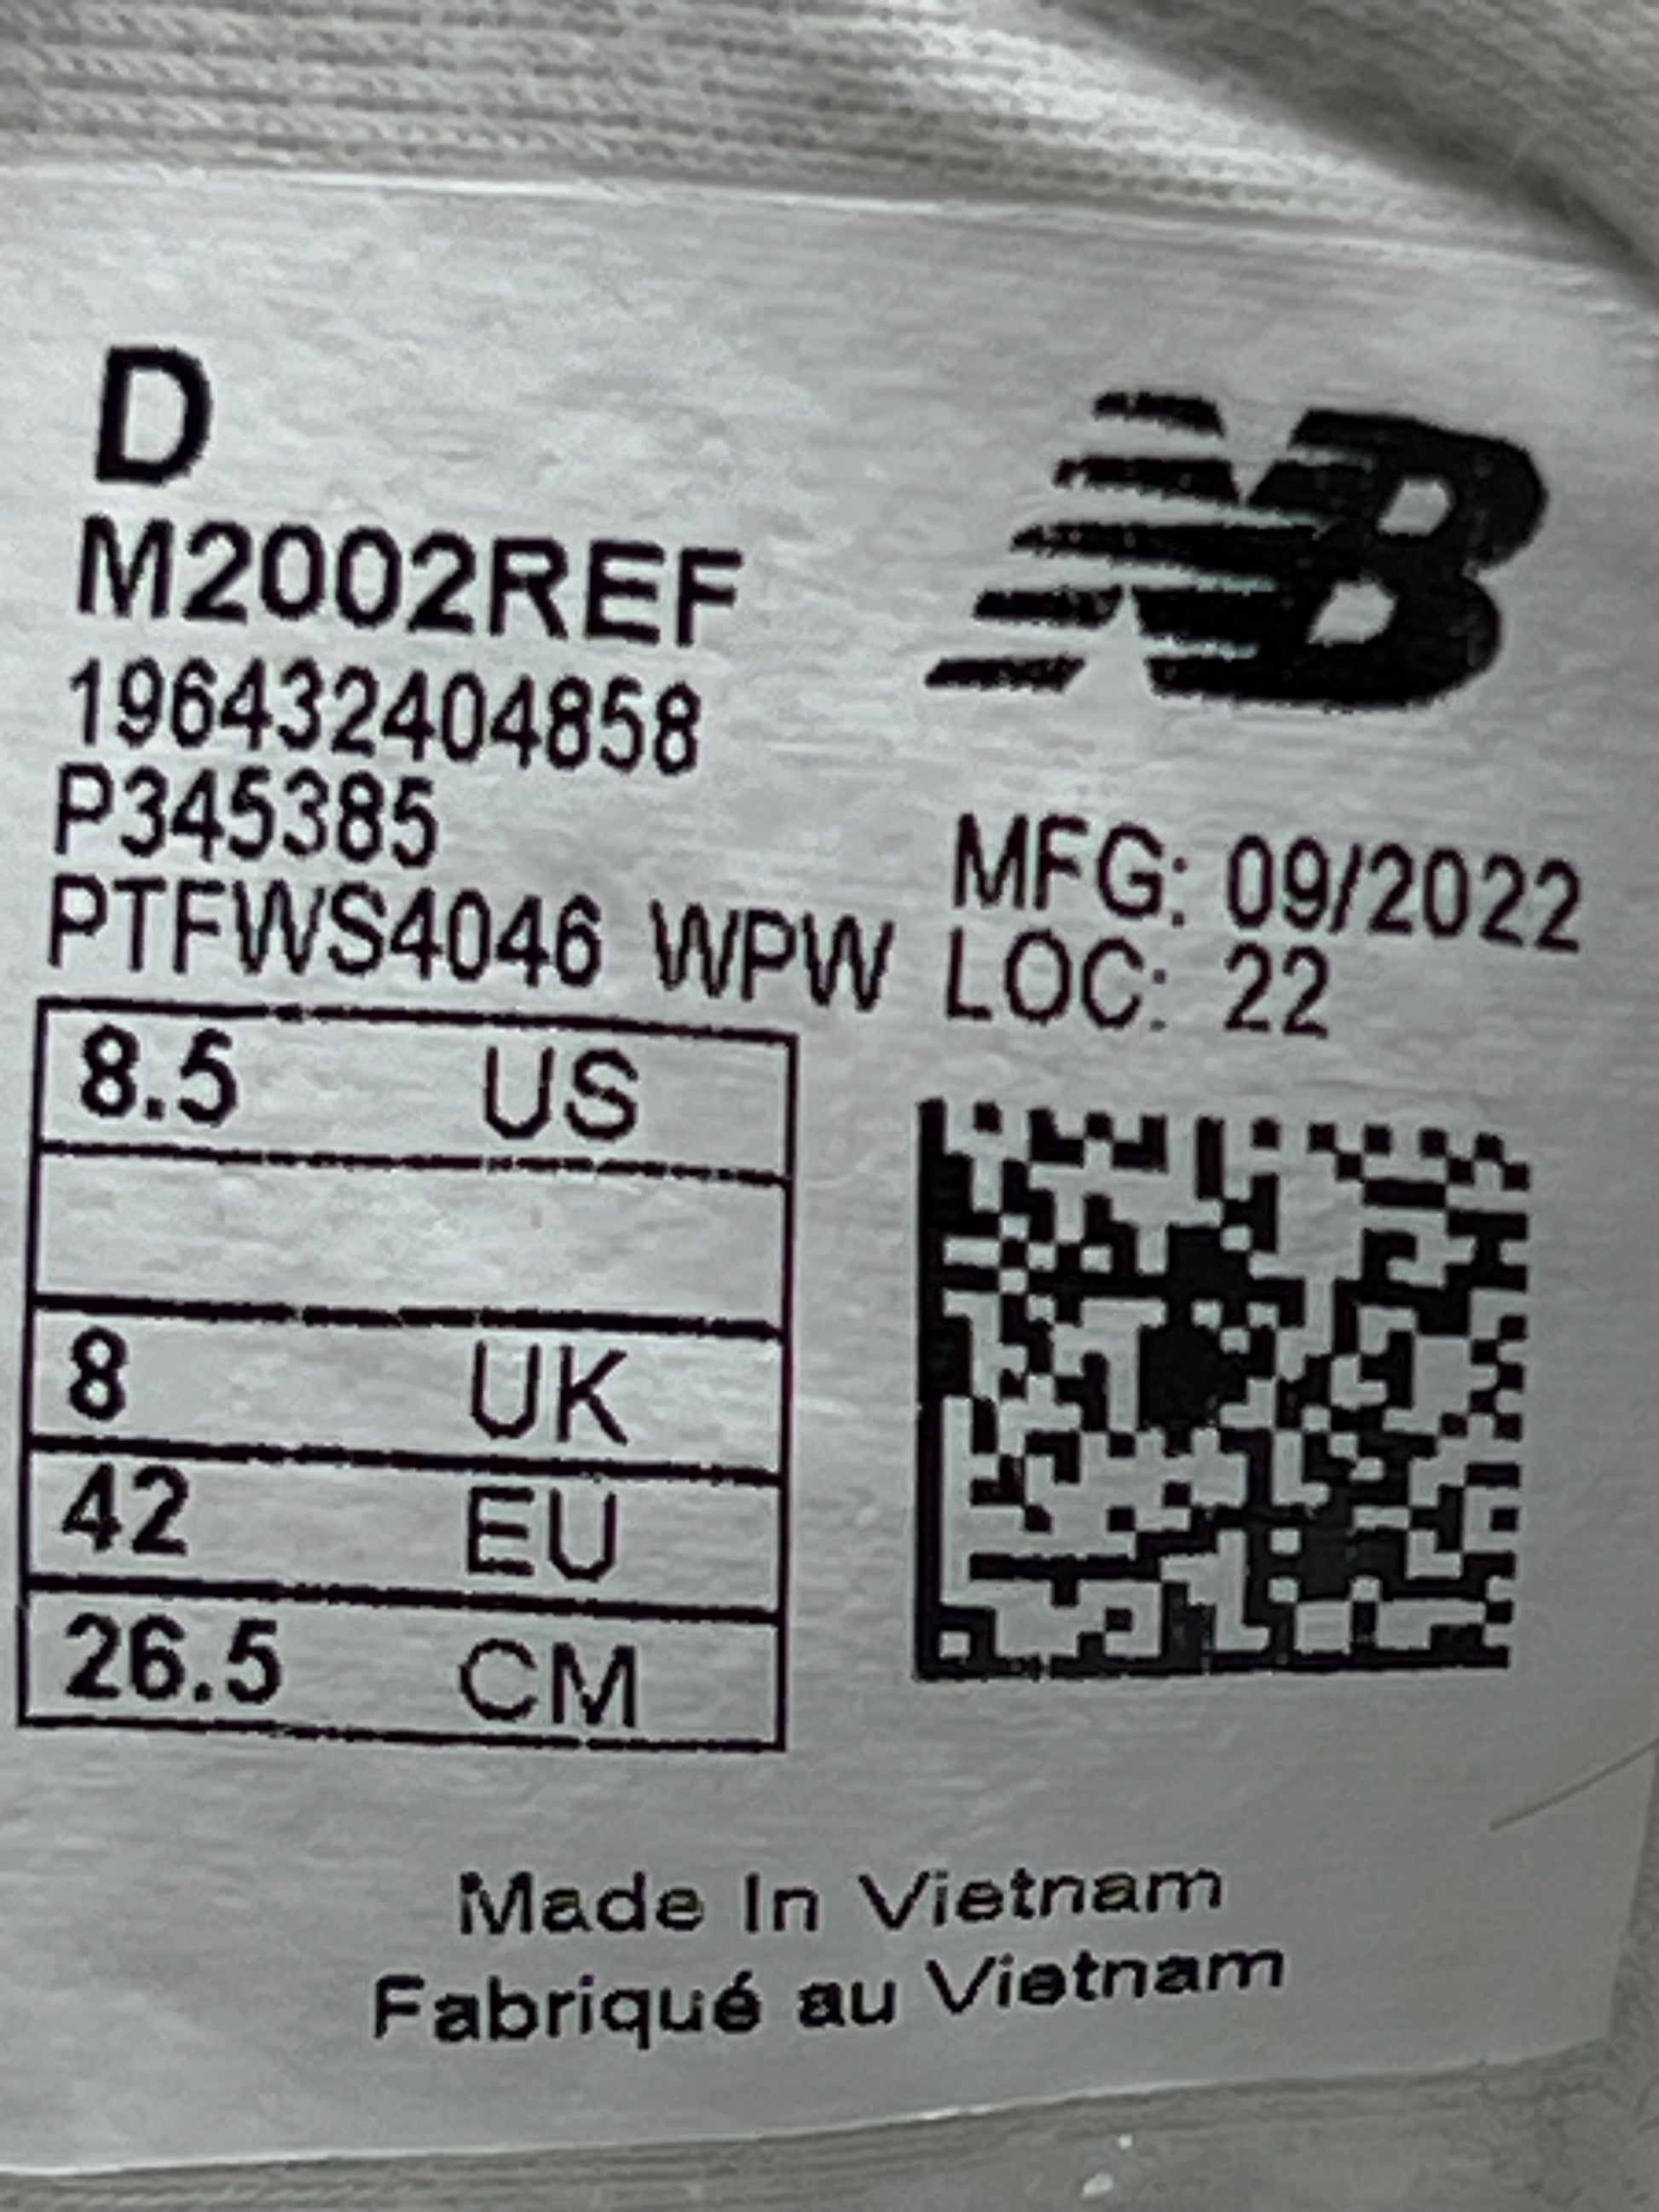 D
M2002REF
196432404858
P345385
PTFWS4046 WPW
MFG: 09/2022
LOC: 22
8.5 US
8 UK
42 EU
26.5 CM
Made In Vietnam
Fabriqué au Vietnam